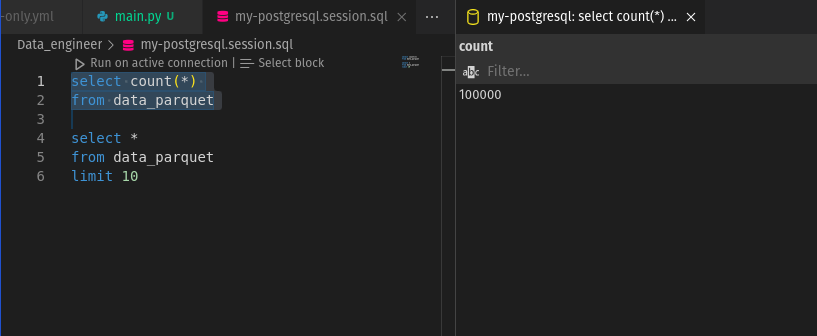 -only.yml main.py U my-postgresql.session.sql ...
my-postgresql: select count(*) ...
Data_engineer > my-postgresql.session.sql
Run on active connection | Select block
1 select count(*)
2 from data_parquet
3
4 select *
5 from data_parquet
6 limit 10
count
abc Filter...
100000